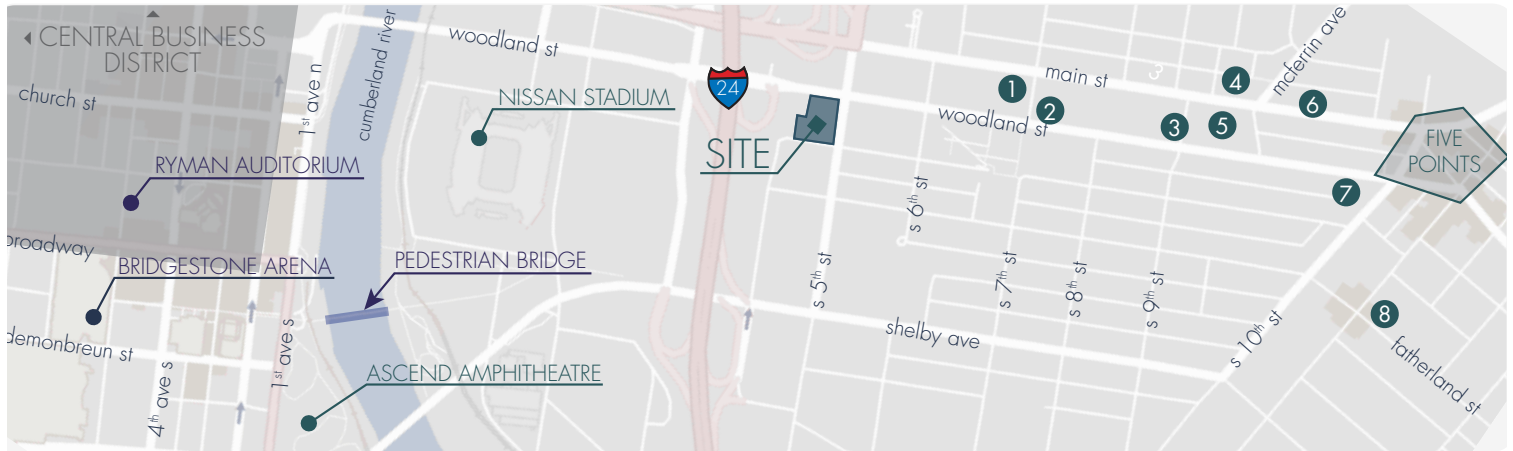 CENTRAL BUSINESS
DISTRICT
church st
1st ave n
cumberland river
woodland st
NISSAN STADIUM
24
SITE
RYMAN AUDITORIUM
broadway
BRIDGESTONE ARENA
PEDESTRIAN BRIDGE
demonbreun st
4th ave s
1st ave s
ASCEND AMPHITHEATRE
main st
3
mcferrin ave
woodland st
1
2
3
4
5
6
7
8
FIVE
POINTS
s 5th st
s 6th st
s 7th st
s 8th st
s 9th st
s 10th st
shelby ave
fatherland st